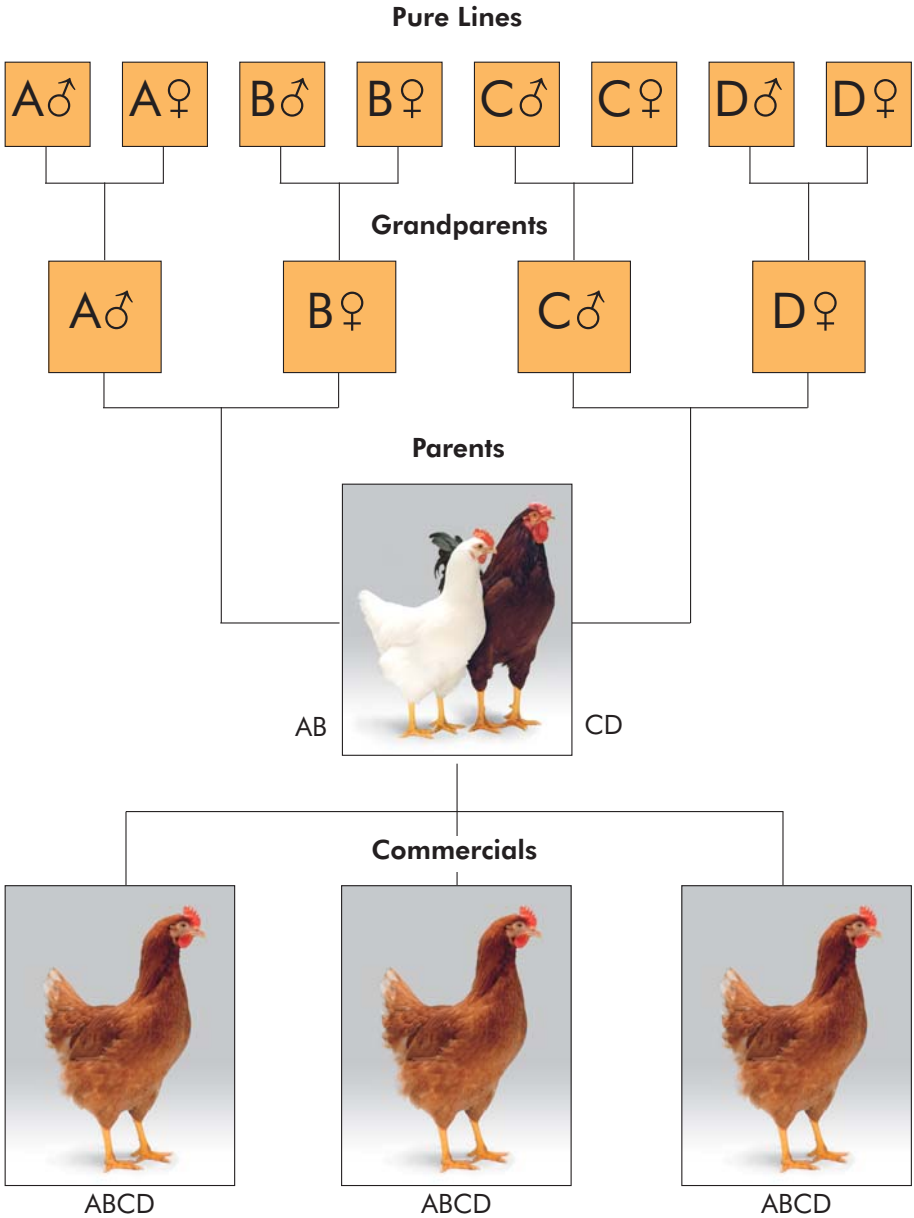 Pure Lines
A♂ A♀ B♂ B♀ C♂ C♀ D♂ D♀
Grandparents
A♂ B♀ C♂ D♀
Parents
AB CD
Commercials
ABCD ABCD ABCD